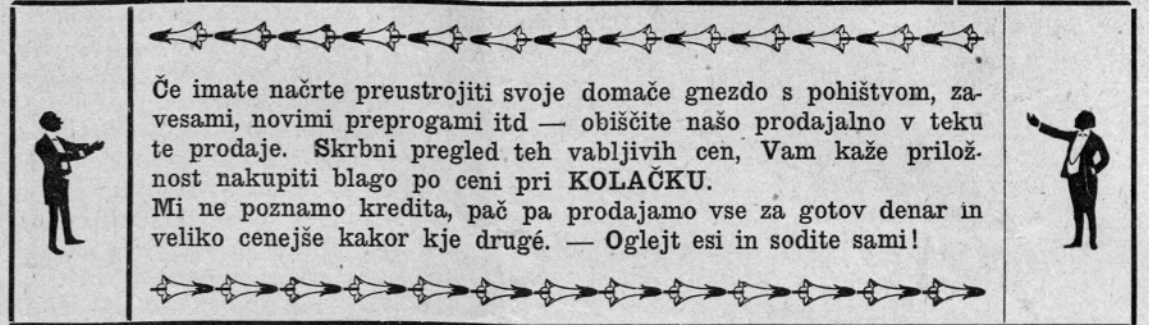 Če imate načrte preustrojiti svoje domače gnezdo s pohištvom, za-
vesami, novimi preprogami itd — obiščite našo prodajalno v teku
te prodaje. Skrbni pregled teh vabljivih cen, Vam kaže prilož-
nost nakupiti blago po ceni pri KOLAČKU.
Mi ne poznamo kredita, pač pa prodajamo vse za gotov denar in
veliko cenejše kakor kje drugé. — Oglejt esi in sodite sami!